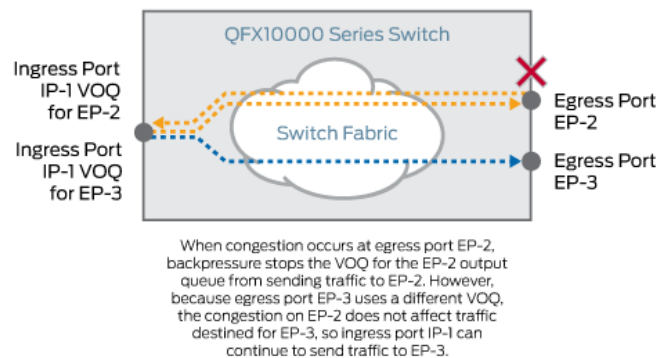 QFX10000 Series Switch
Ingress Port
IP-1 VOQ
for EP-2
Ingress Port
IP-1 VOQ
for EP-3
Switch Fabric
Egress Port
EP-2
Egress Port
EP-3
When congestion occurs at egress port EP-2,
backpressure stops the VOQ for the EP-2 output
queue from sending traffic to EP-2. However,
because egress port EP-3 uses a different VOQ,
the congestion on EP-2 does not affect traffic
destined for EP-3, so ingress port IP-1 can
continue to send traffic to EP-3.